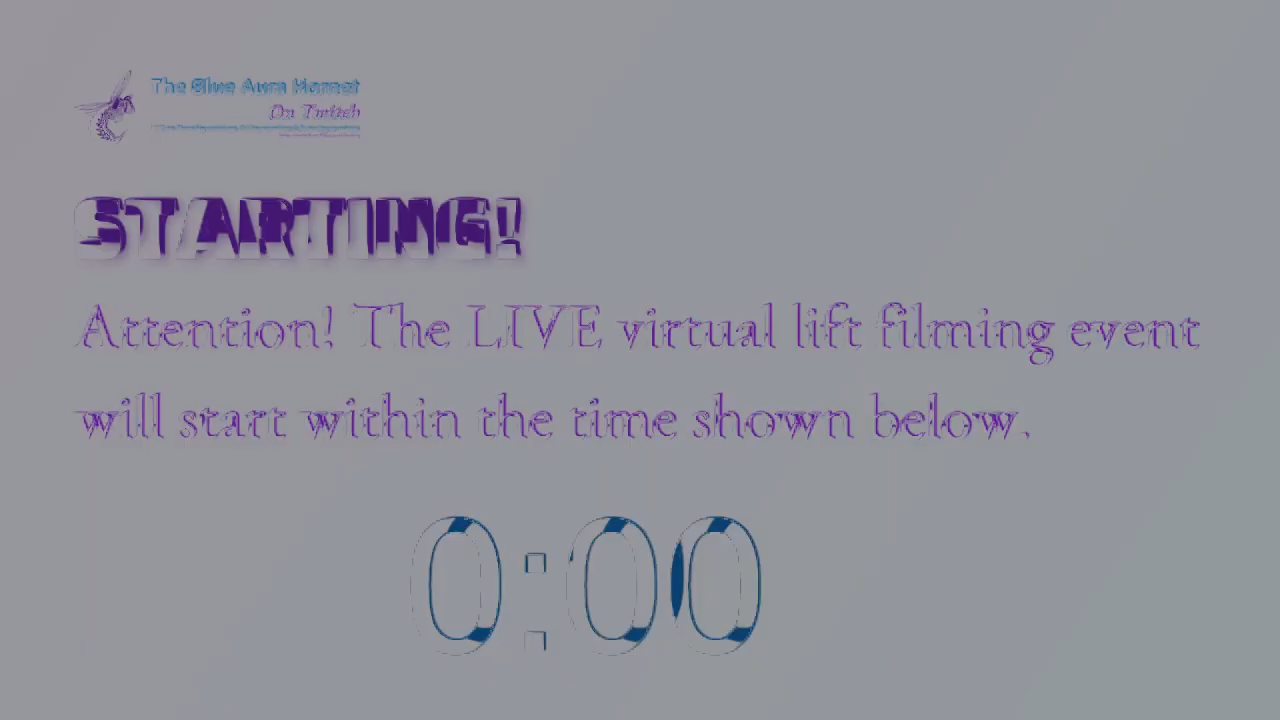 The Blue Aura Hornet
On Twitch
STARTING!
Attention! The LIVE virtual lift filming event
will start within the time shown below.
0:00